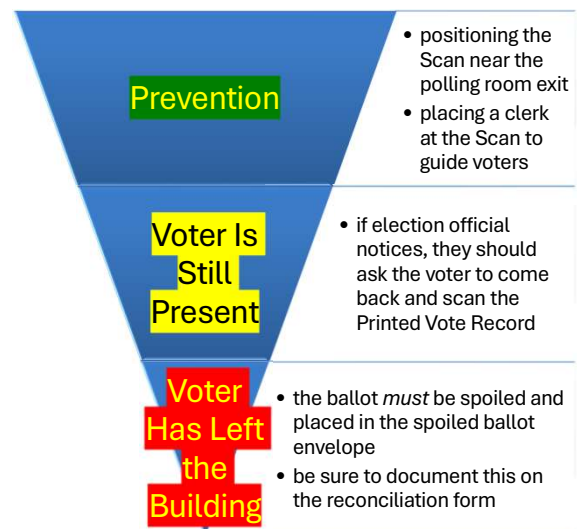 Prevention
• positioning the
Scan near the
polling room exit
• placing a clerk
at the Scan to
guide voters
Voter Is
Still
Present
• if election official
notices, they should
ask the voter to come
back and scan the
Printed Vote Record
Voter
Has Left
the
Building
• the ballot must be spoiled and
placed in the spoiled ballot
envelope
• be sure to document this on
the reconciliation form